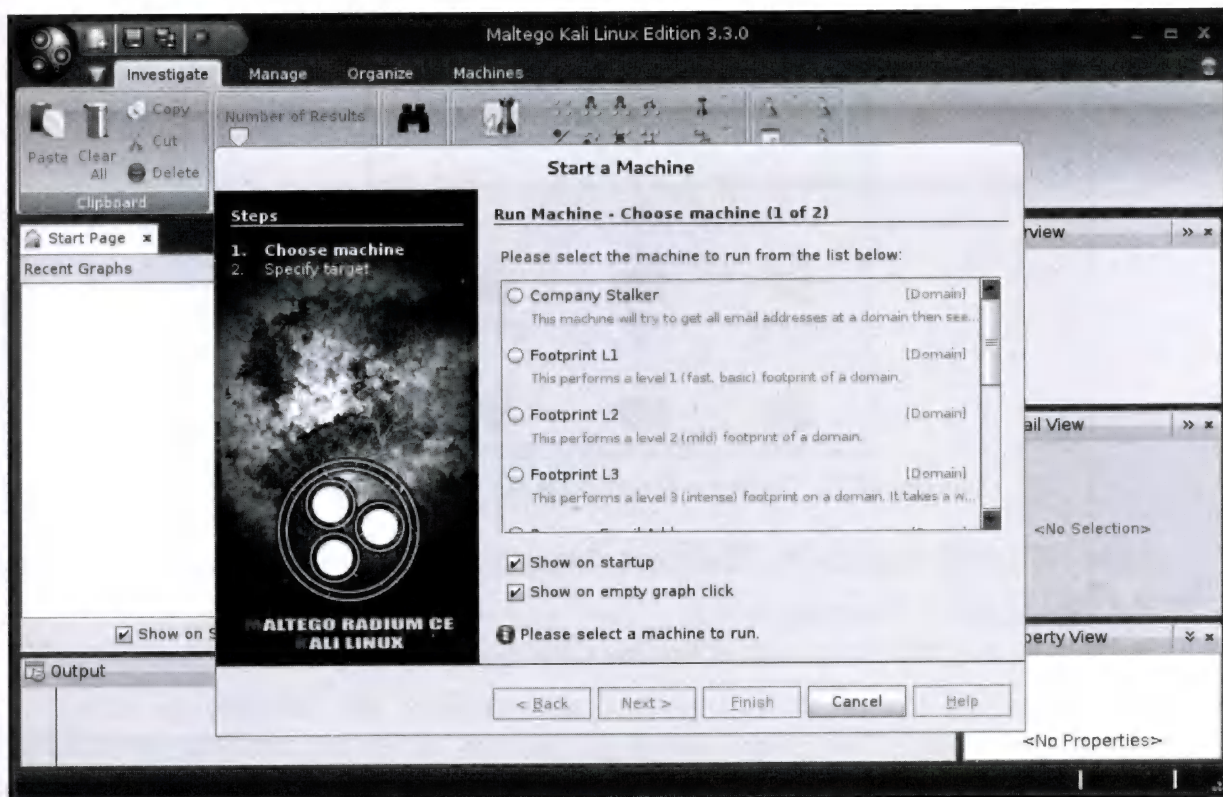 Maltego Kali Linux Edition 3.3.0
Investigate Manage Organize Machines
Paste
Clear All
Copy
Cut
Delete
Clipboard
Number of Results
Start Page
Recent Graphs
Show on S
Output
Start a Machine
Steps
1. Choose machine
2. Specify target
MALTEGO RADIUM CE
KALI LINUX
Run Machine - Choose machine (1 of 2)
Please select the machine to run from the list below:
Company Stalker [Domain]
This machine will try to get all email addresses at a domain then see...
Footprint L1 [Domain]
This performs a level 1 (fast, basic) footprint of a domain.
Footprint L2 [Domain]
This performs a level 2 (mild) footprint of a domain.
Footprint L3 [Domain]
This performs a level 3 (intense) footprint on a domain. It takes a w...
Show on startup
Show on empty graph click
Please select a machine to run.
< Back Next > Finish Cancel Help
rview
ail View
<No Selection>
perty View
<No Properties>